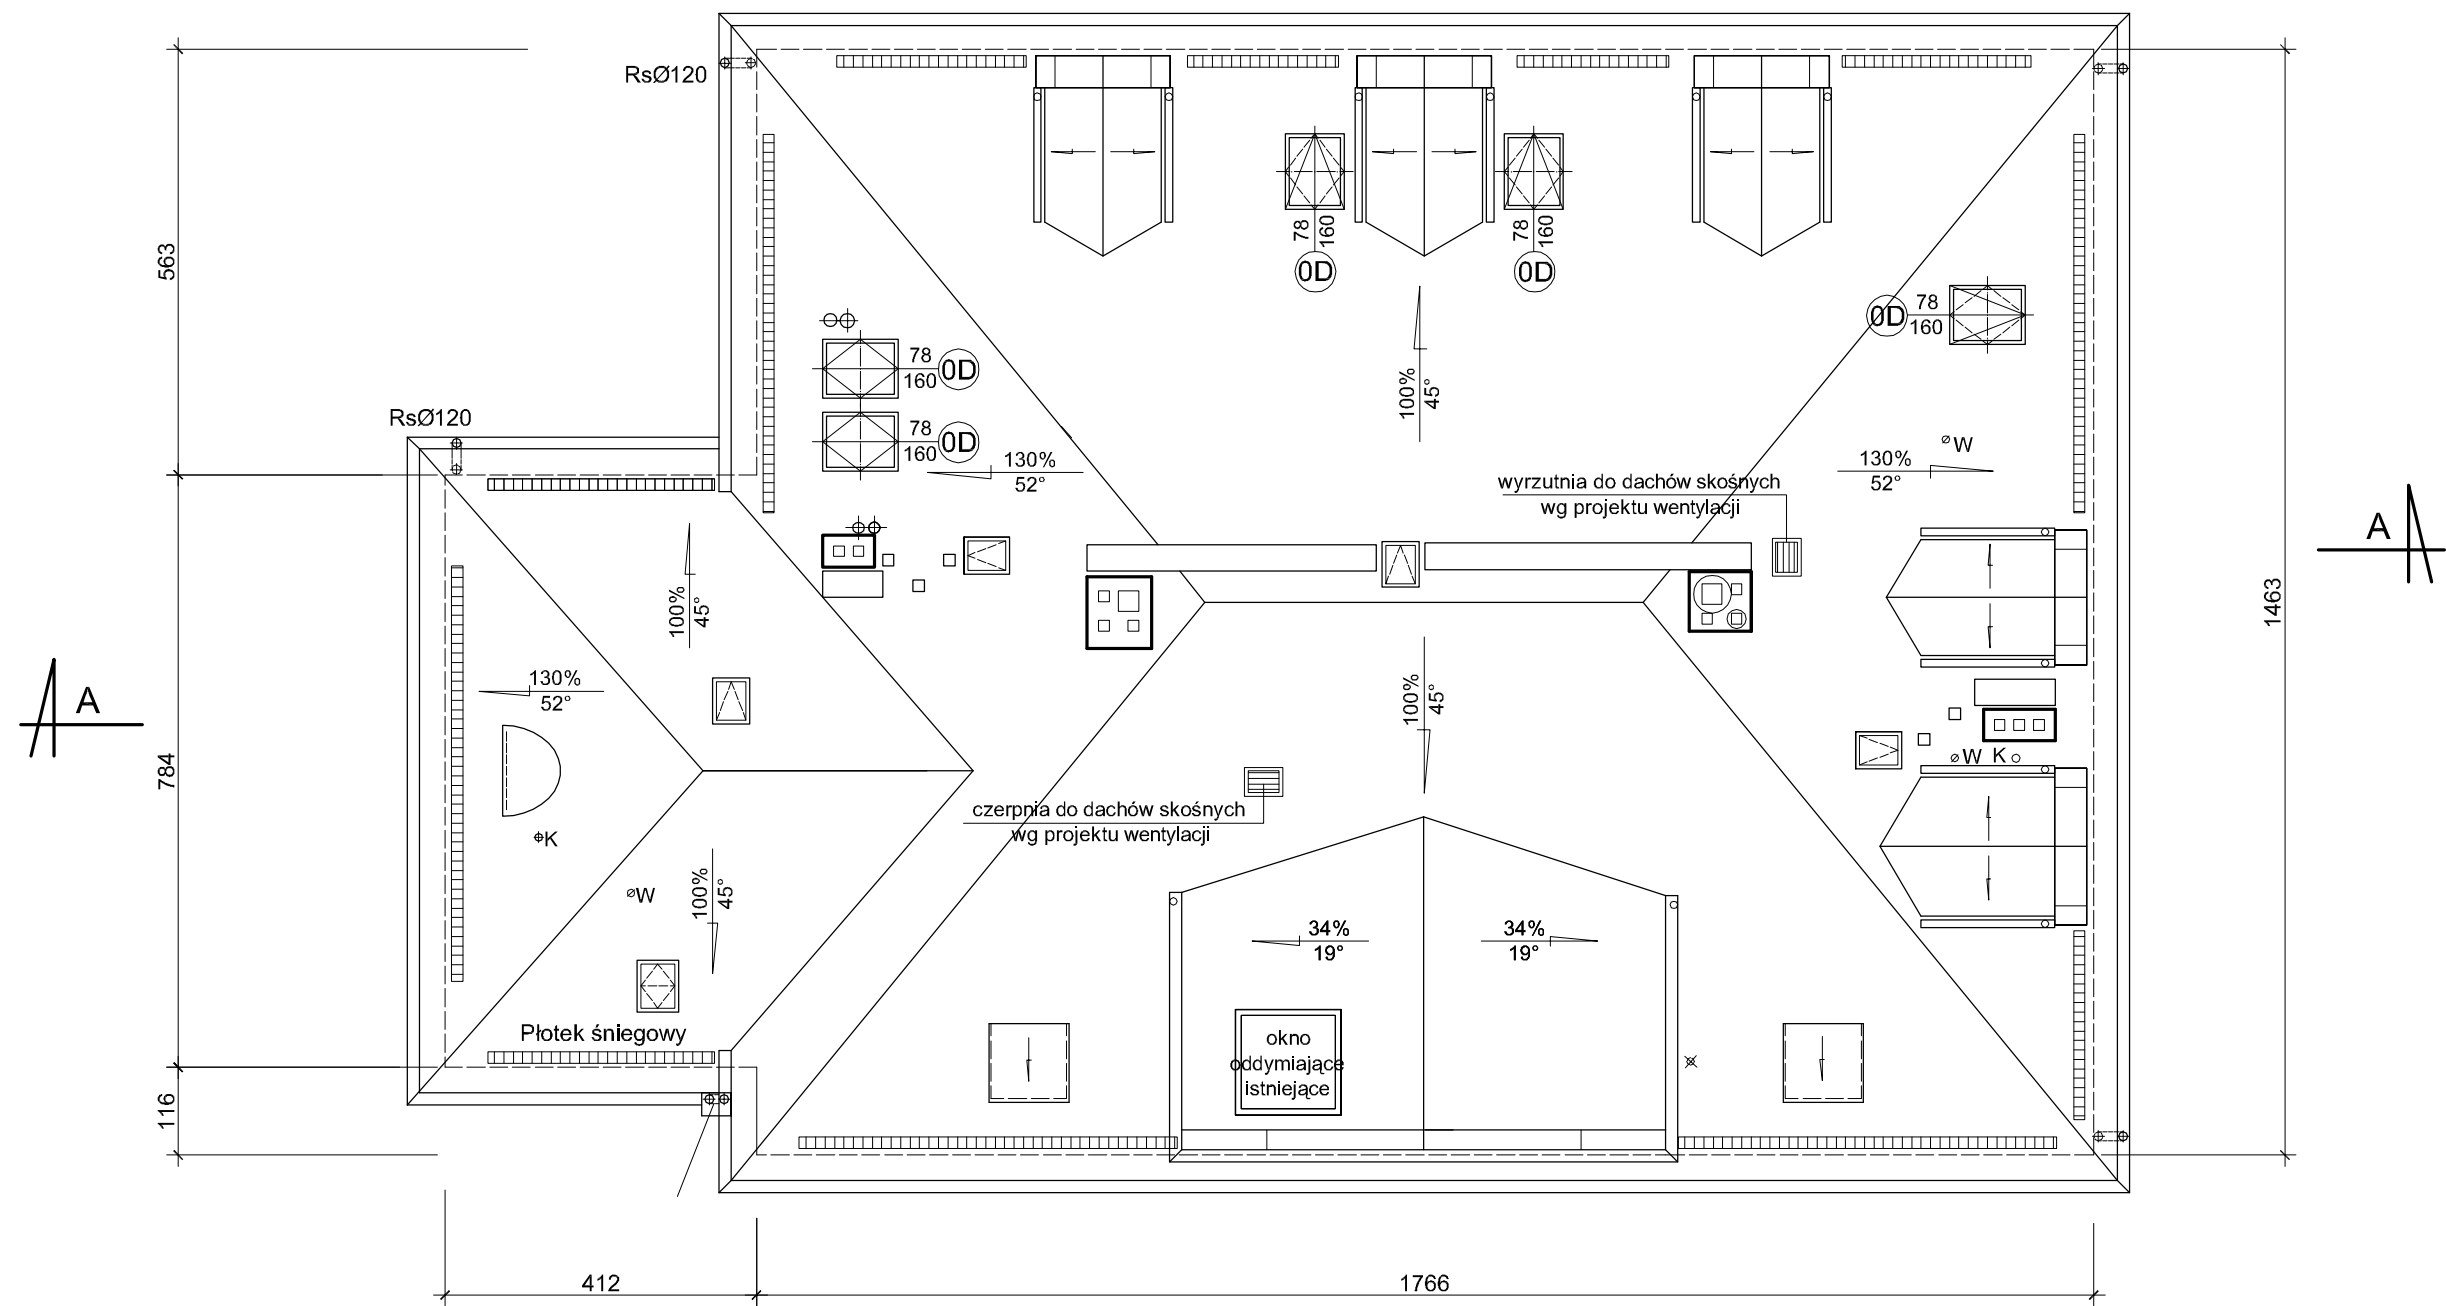 RsØ120
563
78
160
0D
78
160
0D
0D
78
160
78
160
0D
100%
45°
RsØ120
78
160
0D
130%
52°
øW
130%
52°
wyrzutnia do dachów skośnych
wg projektu wentylacji
A
100%
45°
1463
130%
52°
A
100%
45°
784
øW K
czerpnia do dachów skośnych
wg projektu wentylacji
K
øW
100%
45°
34%
19°
34%
19°
Płotek śniegowy
okno
oddymiające
istniejące
116
412
1766